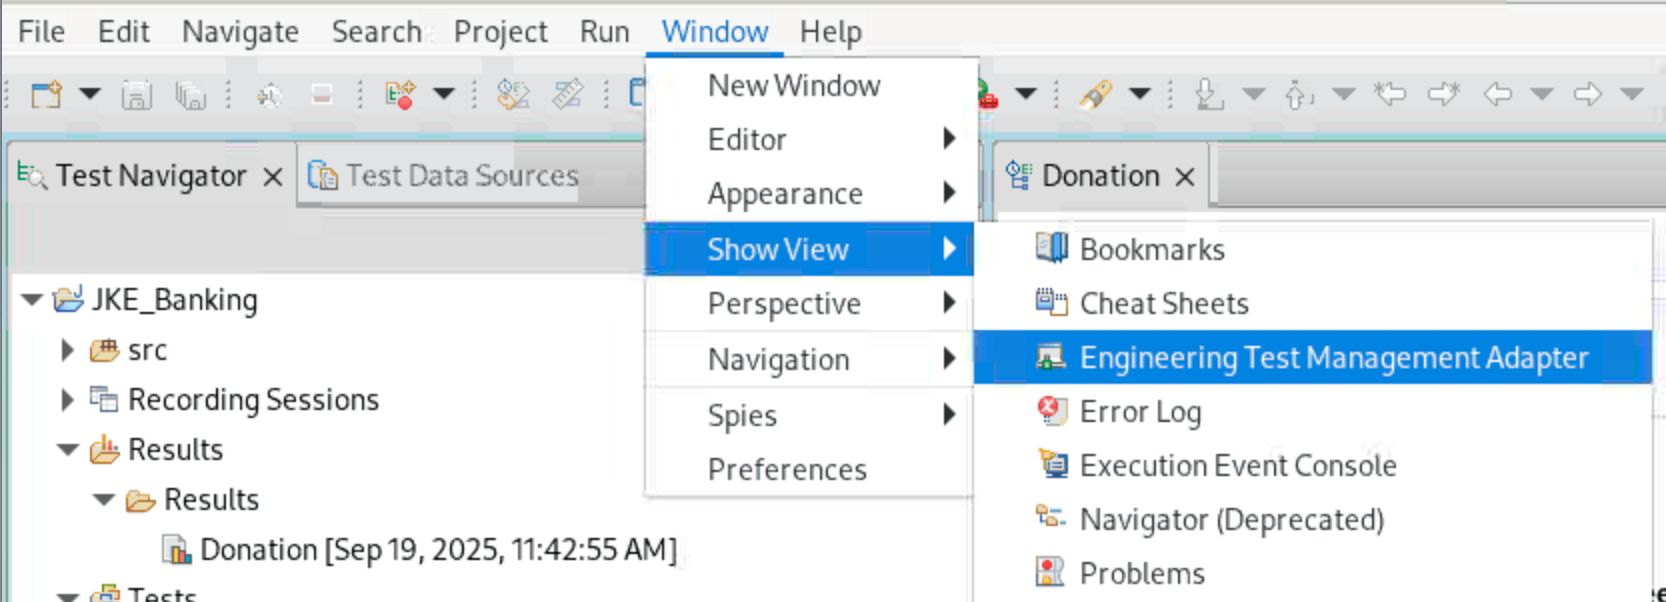 File Edit Navigate Search Project Run Window Help
Test Navigator
Test Data Sources
JKE_Banking
src
Recording Sessions
Results
Results
Donation [Sep 19, 2025, 11:42:55 AM]
Tests
New Window
Editor
Appearance
Show View
Perspective
Navigation
Spies
Preferences
Donation
Bookmarks
Cheat Sheets
Engineering Test Management Adapter
Error Log
Execution Event Console
Navigator (Deprecated)
Problems